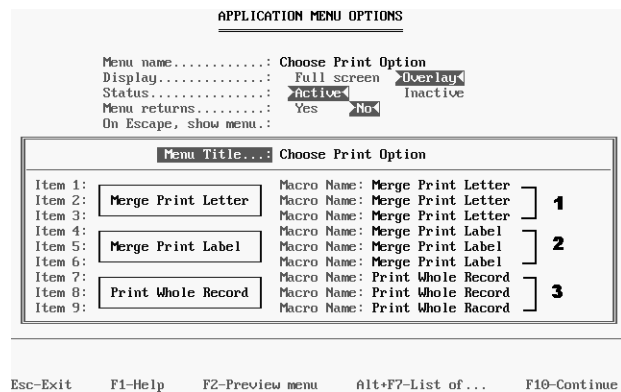 APPLICATION MENU OPTIONS
Menu name............: Choose Print Option
Display..............: Full screen Overlay
Status...............: Active Inactive
Menu returns.........: Yes No
On Escape, show menu.:
Menu Title...: Choose Print Option
Item 1: Macro Name: Merge Print Letter
Item 2: Merge Print Letter Macro Name: Merge Print Letter 1
Item 3: Macro Name: Merge Print Letter
Item 4: Macro Name: Merge Print Label
Item 5: Merge Print Label Macro Name: Merge Print Label 2
Item 6: Macro Name: Merge Print Label
Item 7: Macro Name: Print Whole Record
Item 8: Print Whole Record Macro Name: Print Whole Record 3
Item 9: Macro Name: Print Whole Racord
Esc-Exit F1-Help F2-Preview menu Alt+F7-List of... F10-Continue